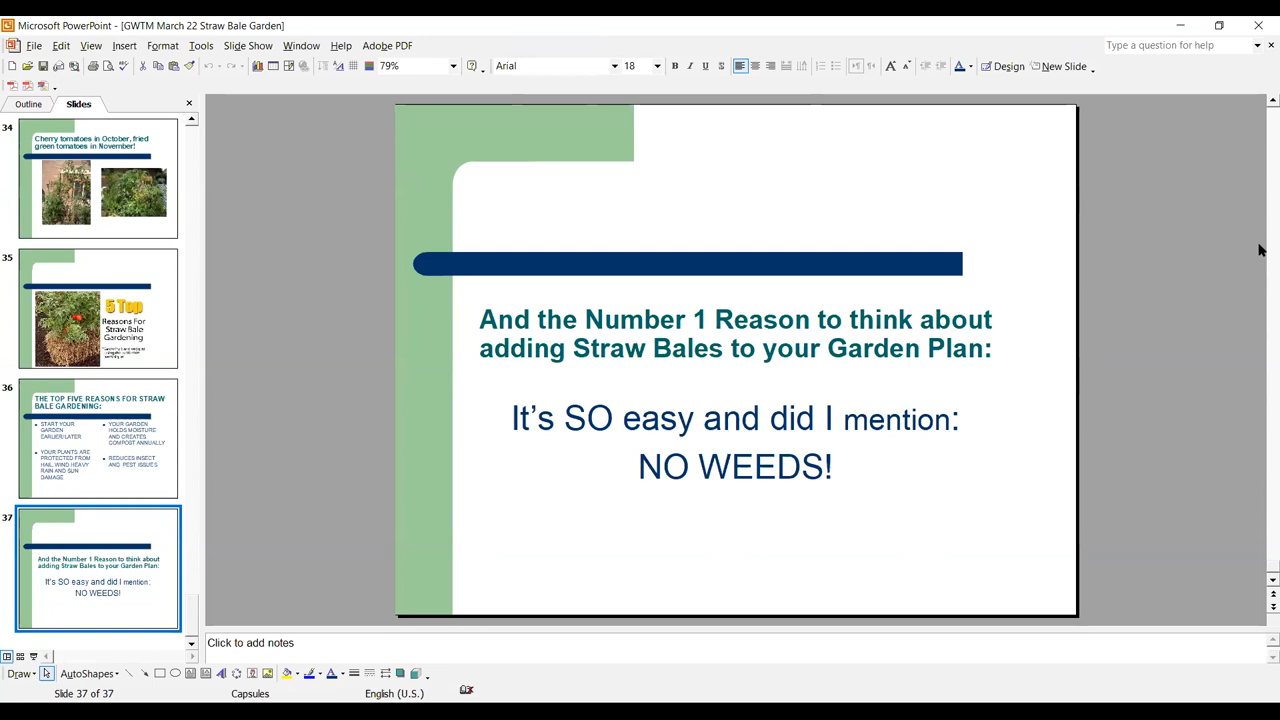 Microsoft PowerPoint - [GWTM March 22 Straw Bale Garden]
File Edit View Insert Format Tools Slide Show Window Help Adobe PDF
Type a question for help
79%
Arial
18
Design
New Slide
Outline
Slides
34
Cherry tomatoes in October, fried
green tomatoes in November!
35
5 Top
Reasons For
Straw Bale
Gardening
36
THE TOP FIVE REASONS FOR STRAW
BALE GARDENING:
START YOUR
GARDEN
EARLIER/LATER
YOUR PLANTS ARE
PROTECTED FROM
HAIL, WIND HEAVY
RAIN AND SUN
DAMAGE
YOUR GARDEN
HOLDS MOISTURE
AND CREATES
COMPOST ANNUALLY
REDUCES INSECT
AND PEST ISSUES
37
And the Number 1 Reason to think about
adding Straw Bales to your Garden Plan:
It's SO easy and did I mention:
NO WEEDS!
And the Number 1 Reason to think about
adding Straw Bales to your Garden Plan:
It’s SO easy and did I mention:
NO WEEDS!
Click to add notes
Draw
AutoShapes
Slide 37 of 37
Capsules
English (U.S.)